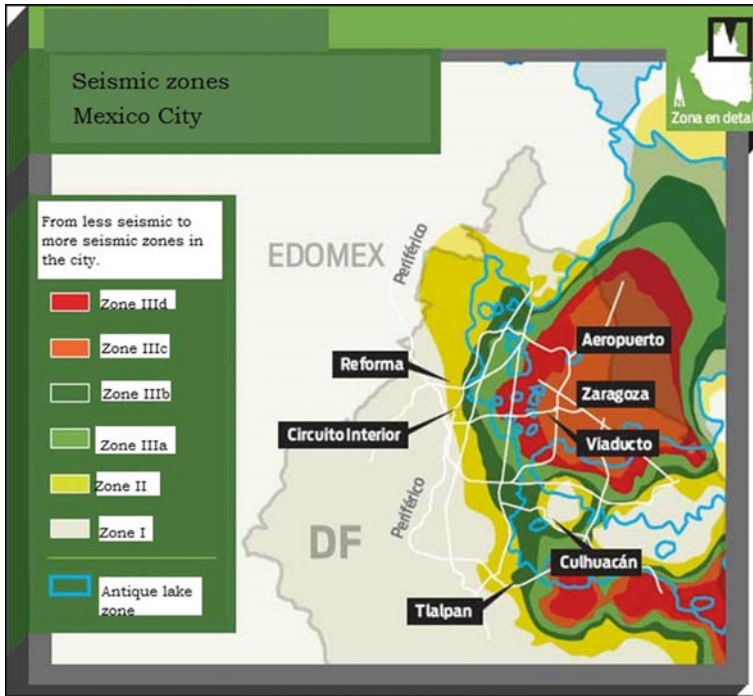 Seismic zones
Mexico City
Zona en detal
From less seismic to
more seismic zones in
the city.
Zone IIId
Zone IIIc
Zone IIIb
Zone IIIa
Zone II
Zone I
Antique lake
zone
EDOMEX
Periférico
Reforma
Circuito Interior
Aeropuerto
Zaragoza
Viaducto
Periférico
DF
Culhuacán
Tlalpan